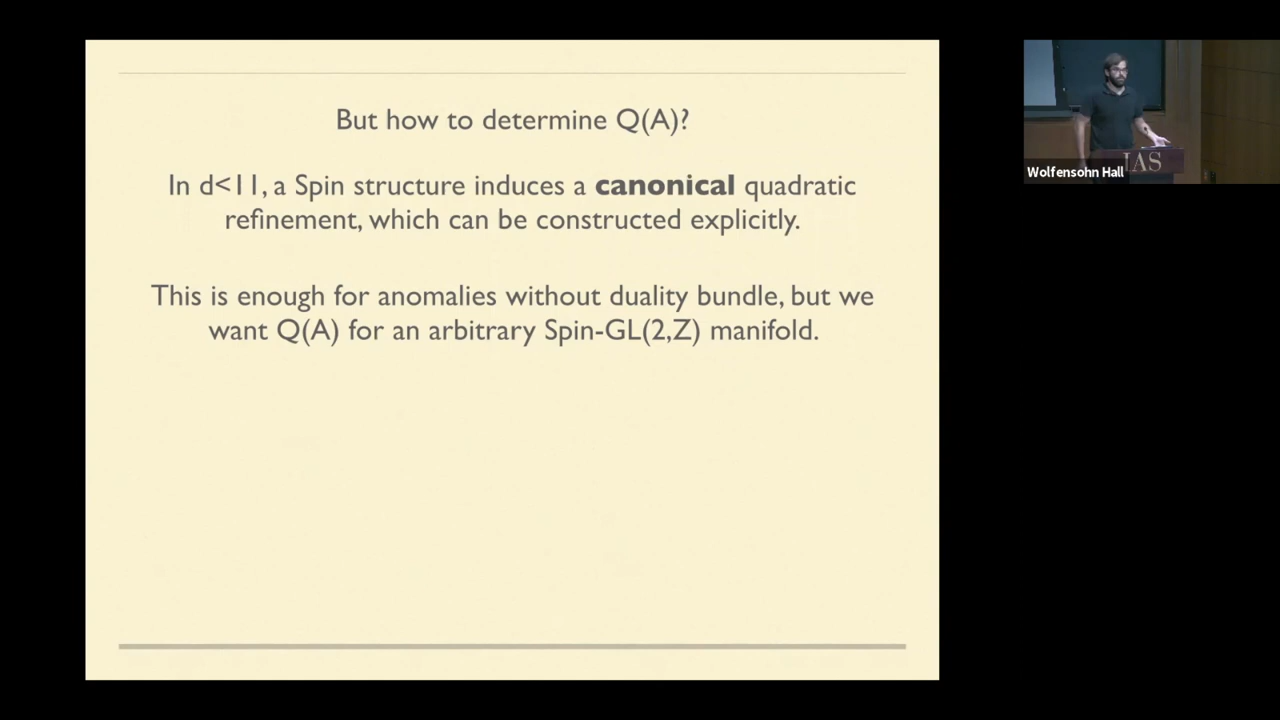 But how to determine Q(A)?
In d<11, a Spin structure induces a canonical quadratic
refinement, which can be constructed explicitly.
This is enough for anomalies without duality bundle, but we
want Q(A) for an arbitrary Spin-GL(2,Z) manifold.
IAS
Wolfensohn Hall